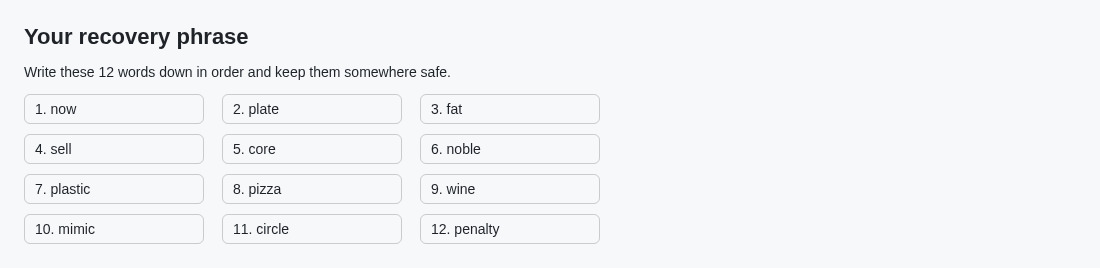 Your recovery phrase
Write these 12 words down in order and keep them somewhere safe.
1. now 2. plate 3. fat
4. sell 5. core 6. noble
7. plastic 8. pizza 9. wine
10. mimic 11. circle 12. penalty